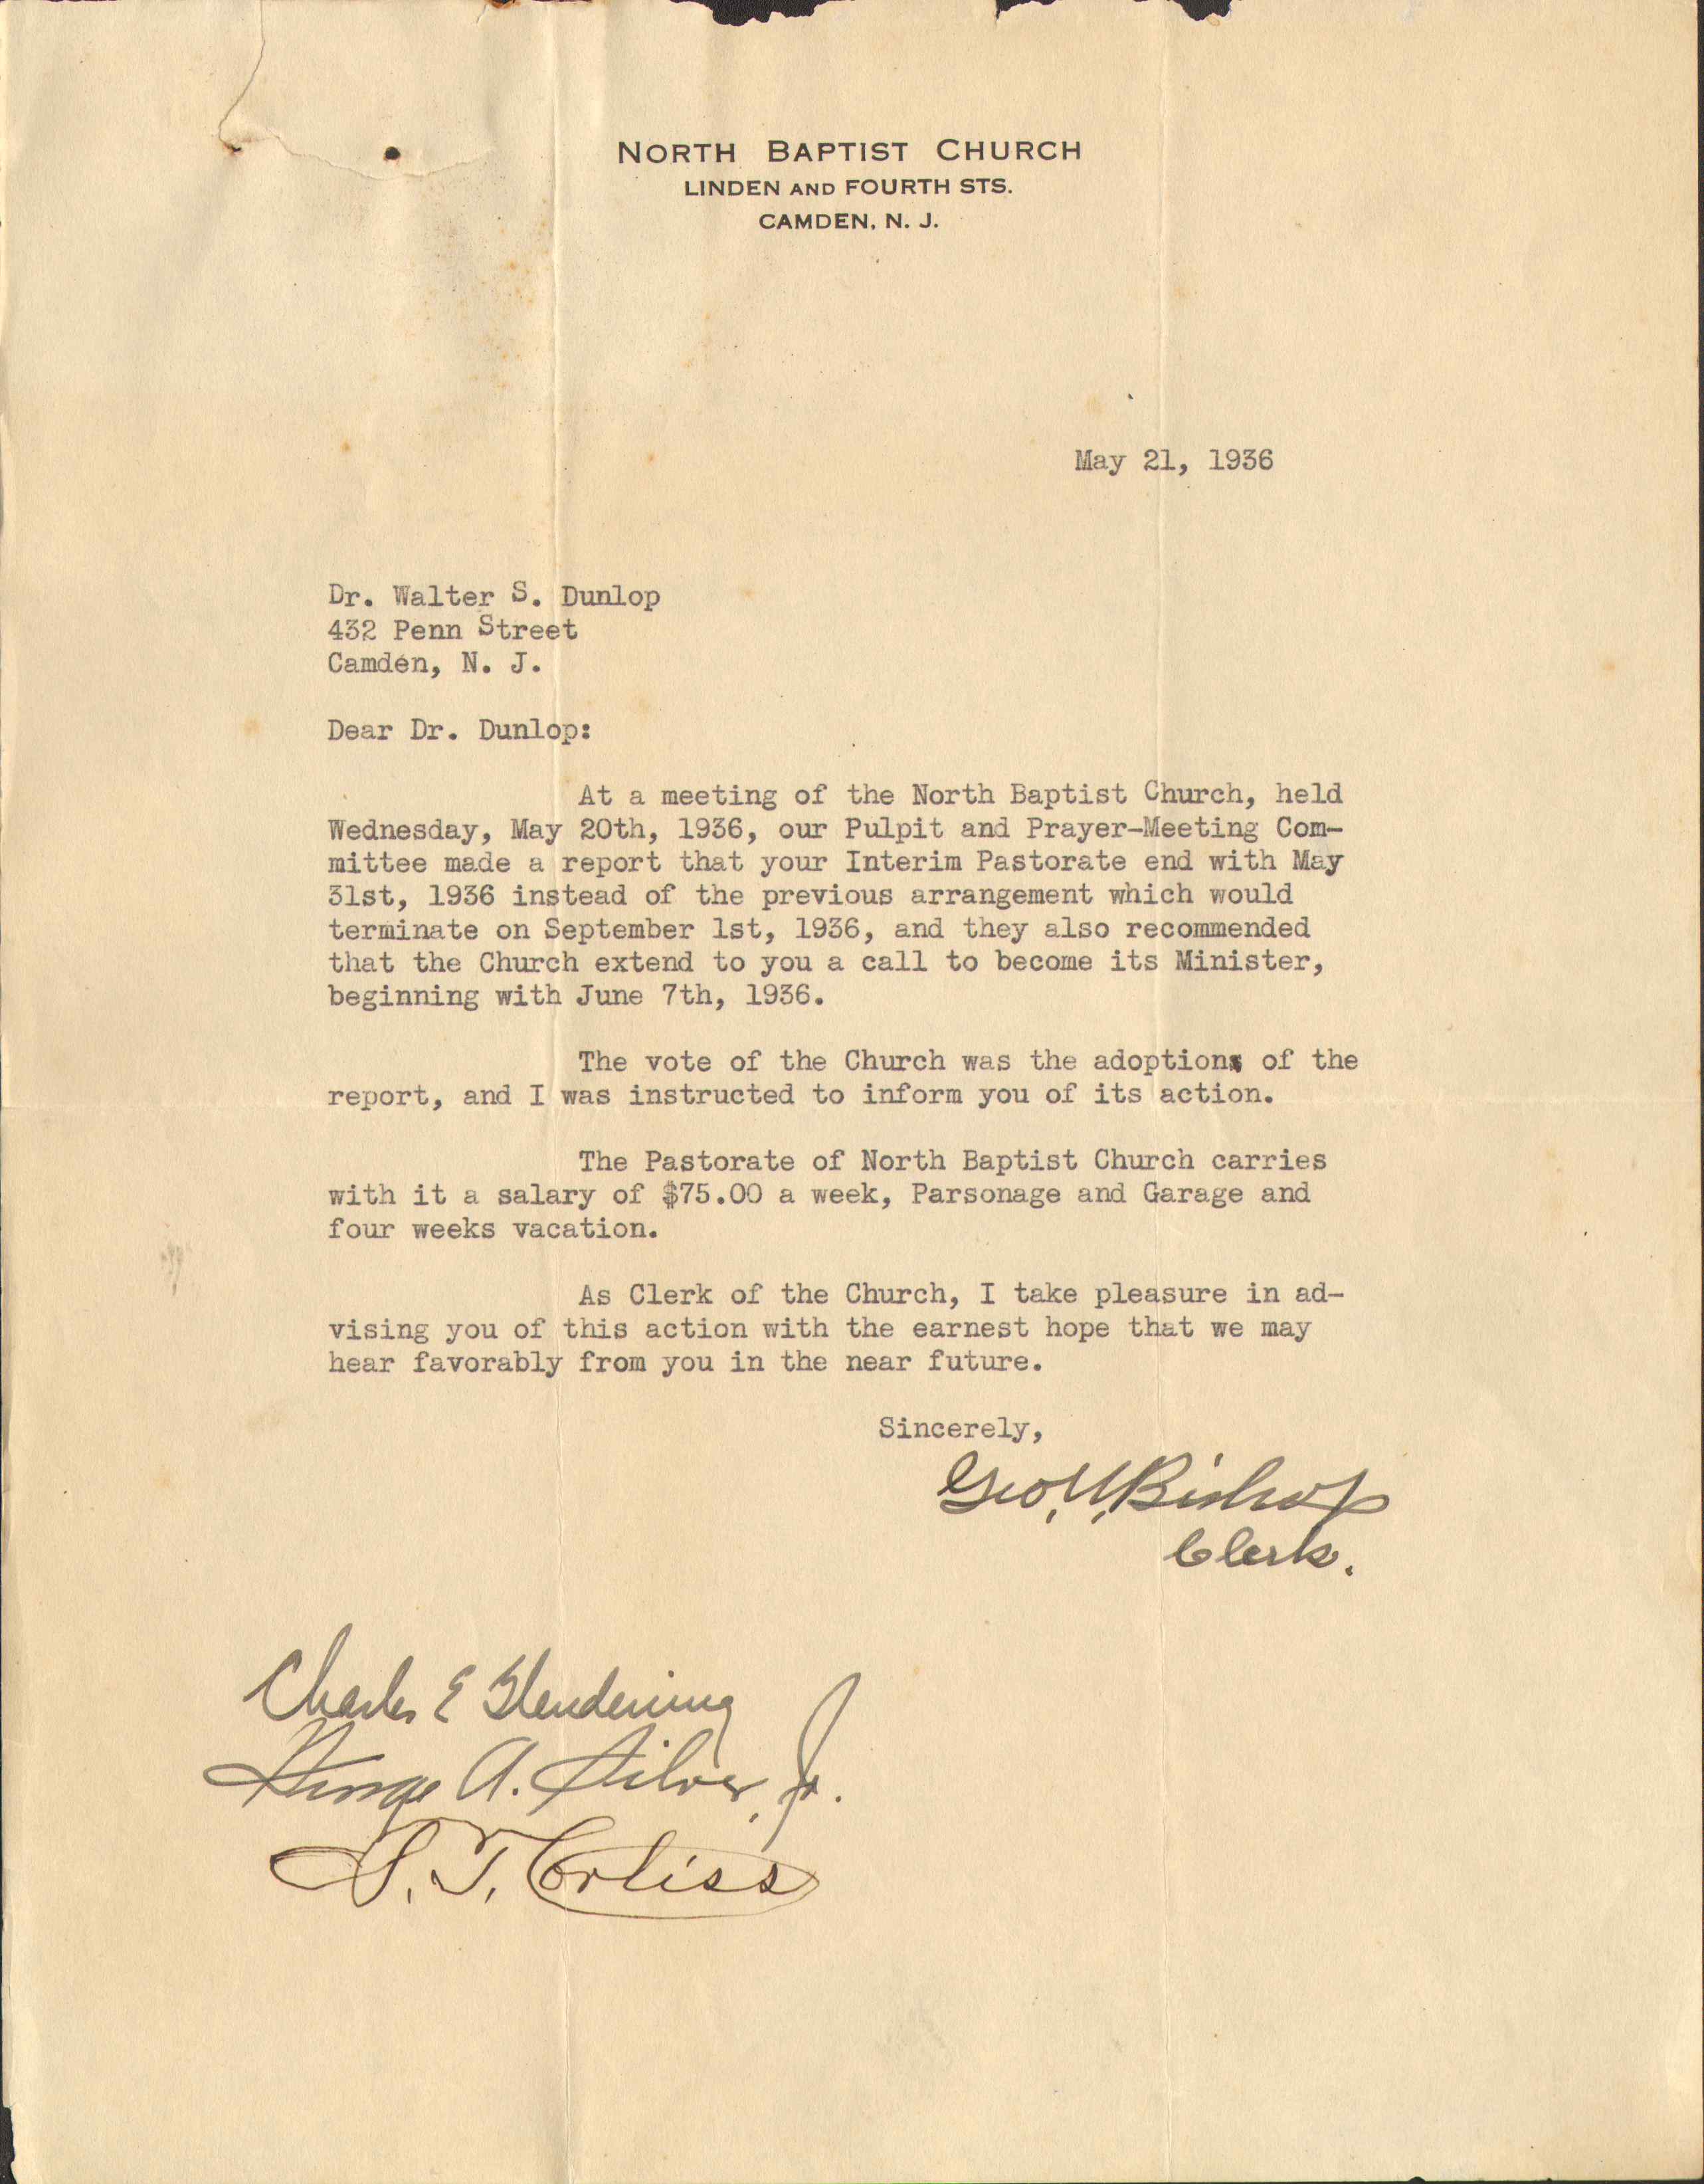 NORTH BAPTIST CHURCH
LINDEN AND FOURTH STS.
CAMDEN, N. J.
May 21, 1936
Dr. Walter S. Dunlop
432 Penn Street
Camden, N. J.
Dear Dr. Dunlop:
At a meeting of the North Baptist Church, held
Wednesday, May 20th, 1936, our Pulpit and Prayer-Meeting Com-
mittee made a report that your Interim Pastorate end with May
31st, 1936 instead of the previous arrangement which would
terminate on September 1st, 1936, and they also recommended
that the Church extend to you a call to become its Minister,
beginning with June 7th, 1936.
The vote of the Church was the adoption of the
report, and I was instructed to inform you of its action.
The Pastorate of North Baptist Church carries
with it a salary of $75.00 a week, Parsonage and Garage and
four weeks vacation.
As Clerk of the Church, I take pleasure in ad-
vising you of this action with the earnest hope that we may
hear favorably from you in the near future.
Sincerely,
Geo. Bishop
Clerk.
Charles E Glendening
George A. Silver, Jr.
S. T. Corliss